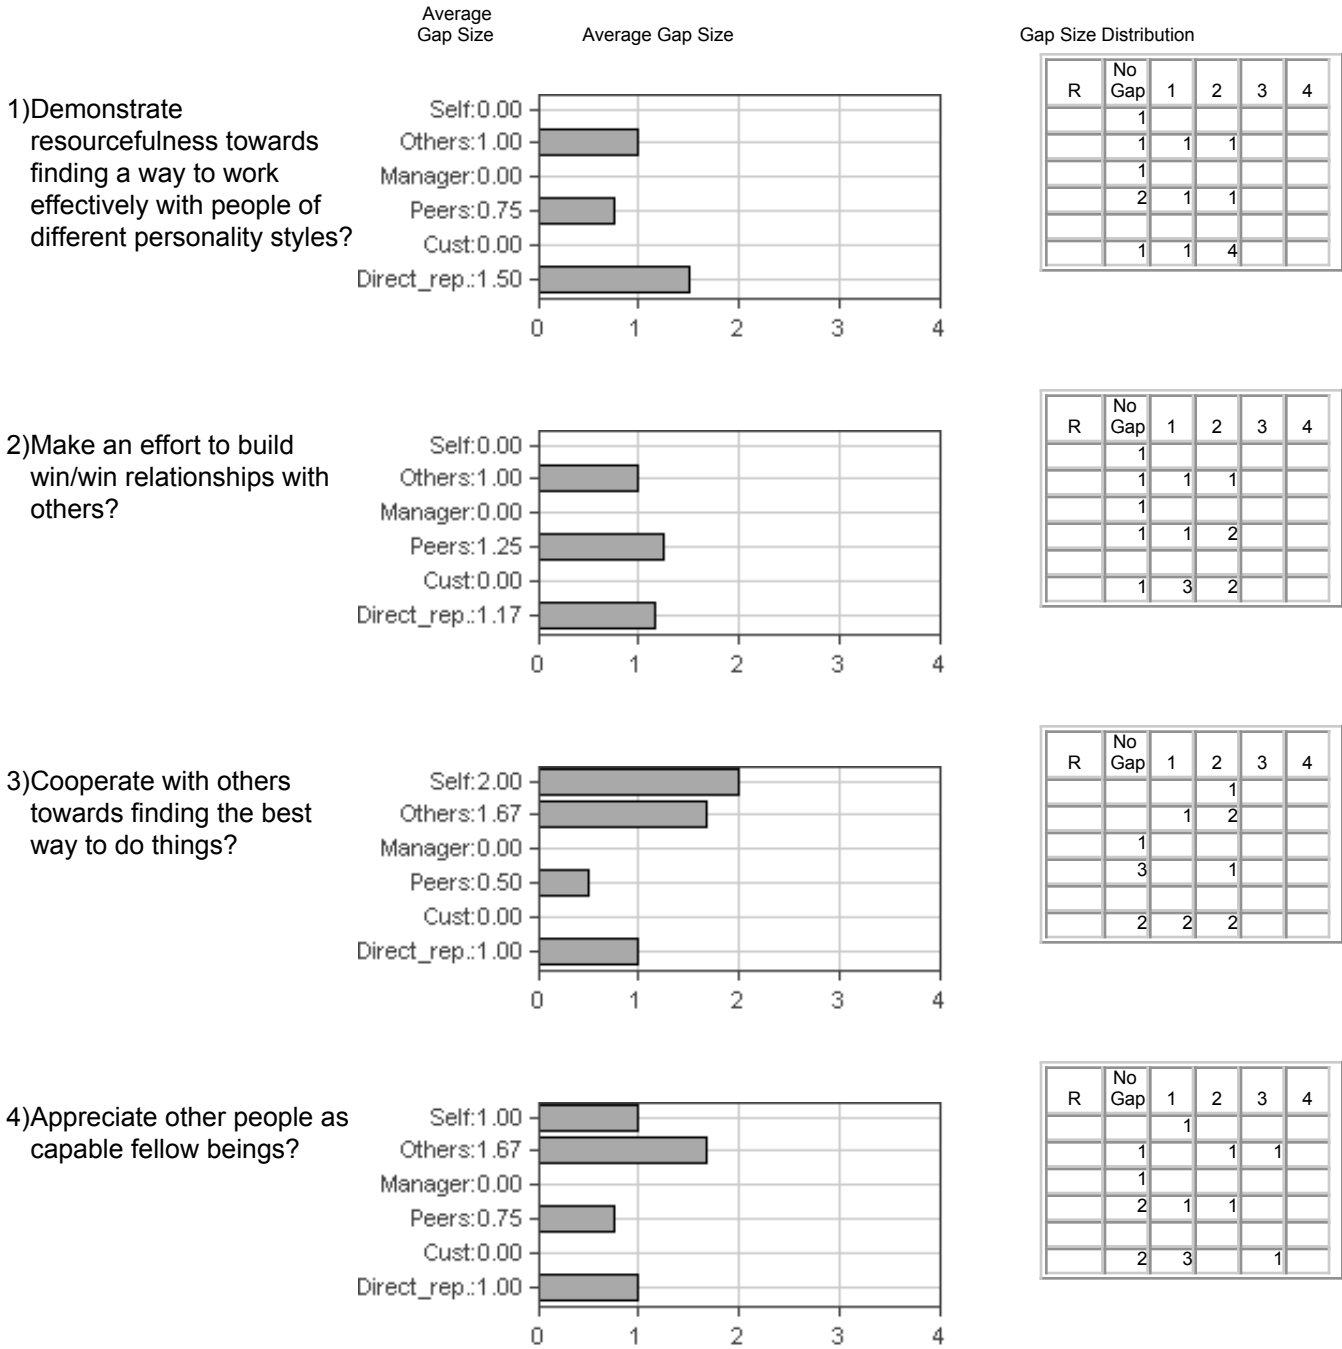 Average
Gap Size
Average Gap Size
Gap Size Distribution
1)Demonstrate
resourcefulness towards
finding a way to work
effectively with people of
different personality styles?
Self:0.00
Others:1.00
Manager:0.00
Peers:0.75
Cust:0.00
Direct_rep.:1.50
0 1 2 3 4
R No Gap 1 2 3 4
1
1 1 1
1
2 1 1
1 1 4
2)Make an effort to build
win/win relationships with
others?
Self:0.00
Others:1.00
Manager:0.00
Peers:1.25
Cust:0.00
Direct_rep.:1.17
0 1 2 3 4
R No Gap 1 2 3 4
1
1 1 1
1
1 1 2
1 3 2
3)Cooperate with others
towards finding the best
way to do things?
Self:2.00
Others:1.67
Manager:0.00
Peers:0.50
Cust:0.00
Direct_rep.:1.00
0 1 2 3 4
R No Gap 1 2 3 4
1
1 2
1
3 1
2 2 2
4)Appreciate other people as
capable fellow beings?
Self:1.00
Others:1.67
Manager:0.00
Peers:0.75
Cust:0.00
Direct_rep.:1.00
0 1 2 3 4
R No Gap 1 2 3 4
1
1 1 1
1
2 1 1
2 3 1